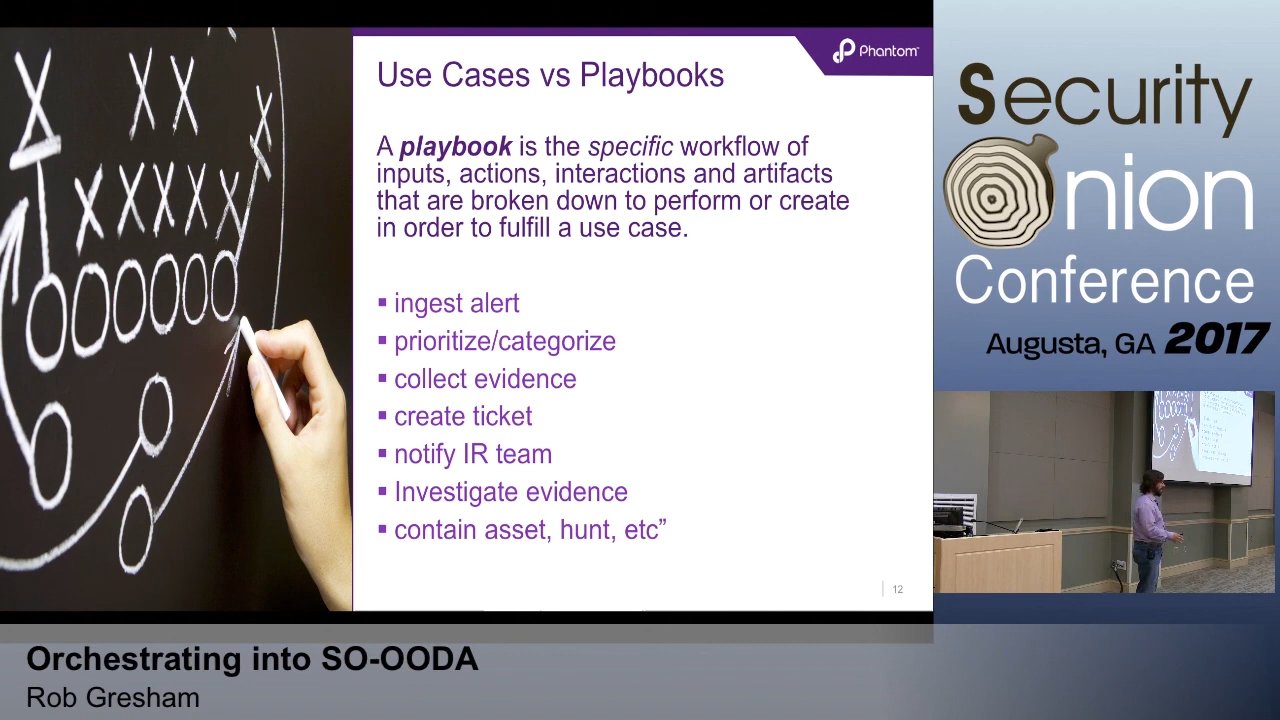 Phantom
Use Cases vs Playbooks
A playbook is the specific workflow of
inputs, actions, interactions and artifacts
that are broken down to perform or create
in order to fulfill a use case.
▪ ingest alert
▪ prioritize/categorize
▪ collect evidence
▪ create ticket
▪ notify IR team
▪ Investigate evidence
▪ contain asset, hunt, etc”
12
Security
Onion
Conference
Augusta, GA 2017
Orchestrating into SO-OODA
Rob Gresham